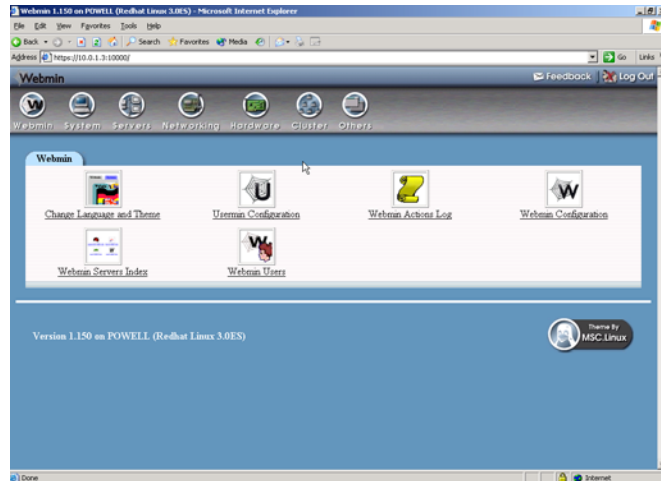 Webmin 1.150 on POWELL (Redhat Linux 3.0ES) - Microsoft Internet Explorer
File Edit View Favorites Tools Help
Back Search Favorites Media
Address https://10.0.1.3:10000/ Go Links
Webmin Feedback Log Out
Webmin System Servers Networking Hardware Cluster Others
Webmin
Change Language and Theme Usermin Configuration Webmin Actions Log Webmin Configuration
Webmin Servers Index Webmin Users
Version 1.150 on POWELL (Redhat Linux 3.0ES)
Theme By
MSC.Linux
Done Internet